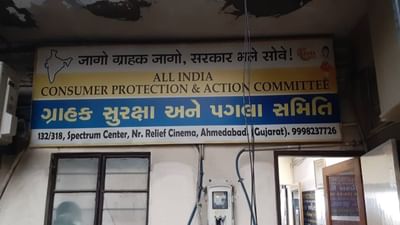 જાગો ગ્રાહક જાગો, સરકાર ભલે સોવે!
ALL INDIA
CONSUMER PROTECTION & ACTION COMMITTEE
ગ્રાહક સુરક્ષા અને પગલા સમિતિ
132/318, Spectrum Center, Nr. Relief Cinema, Ahmedabad. (Gujarat). 9998237726